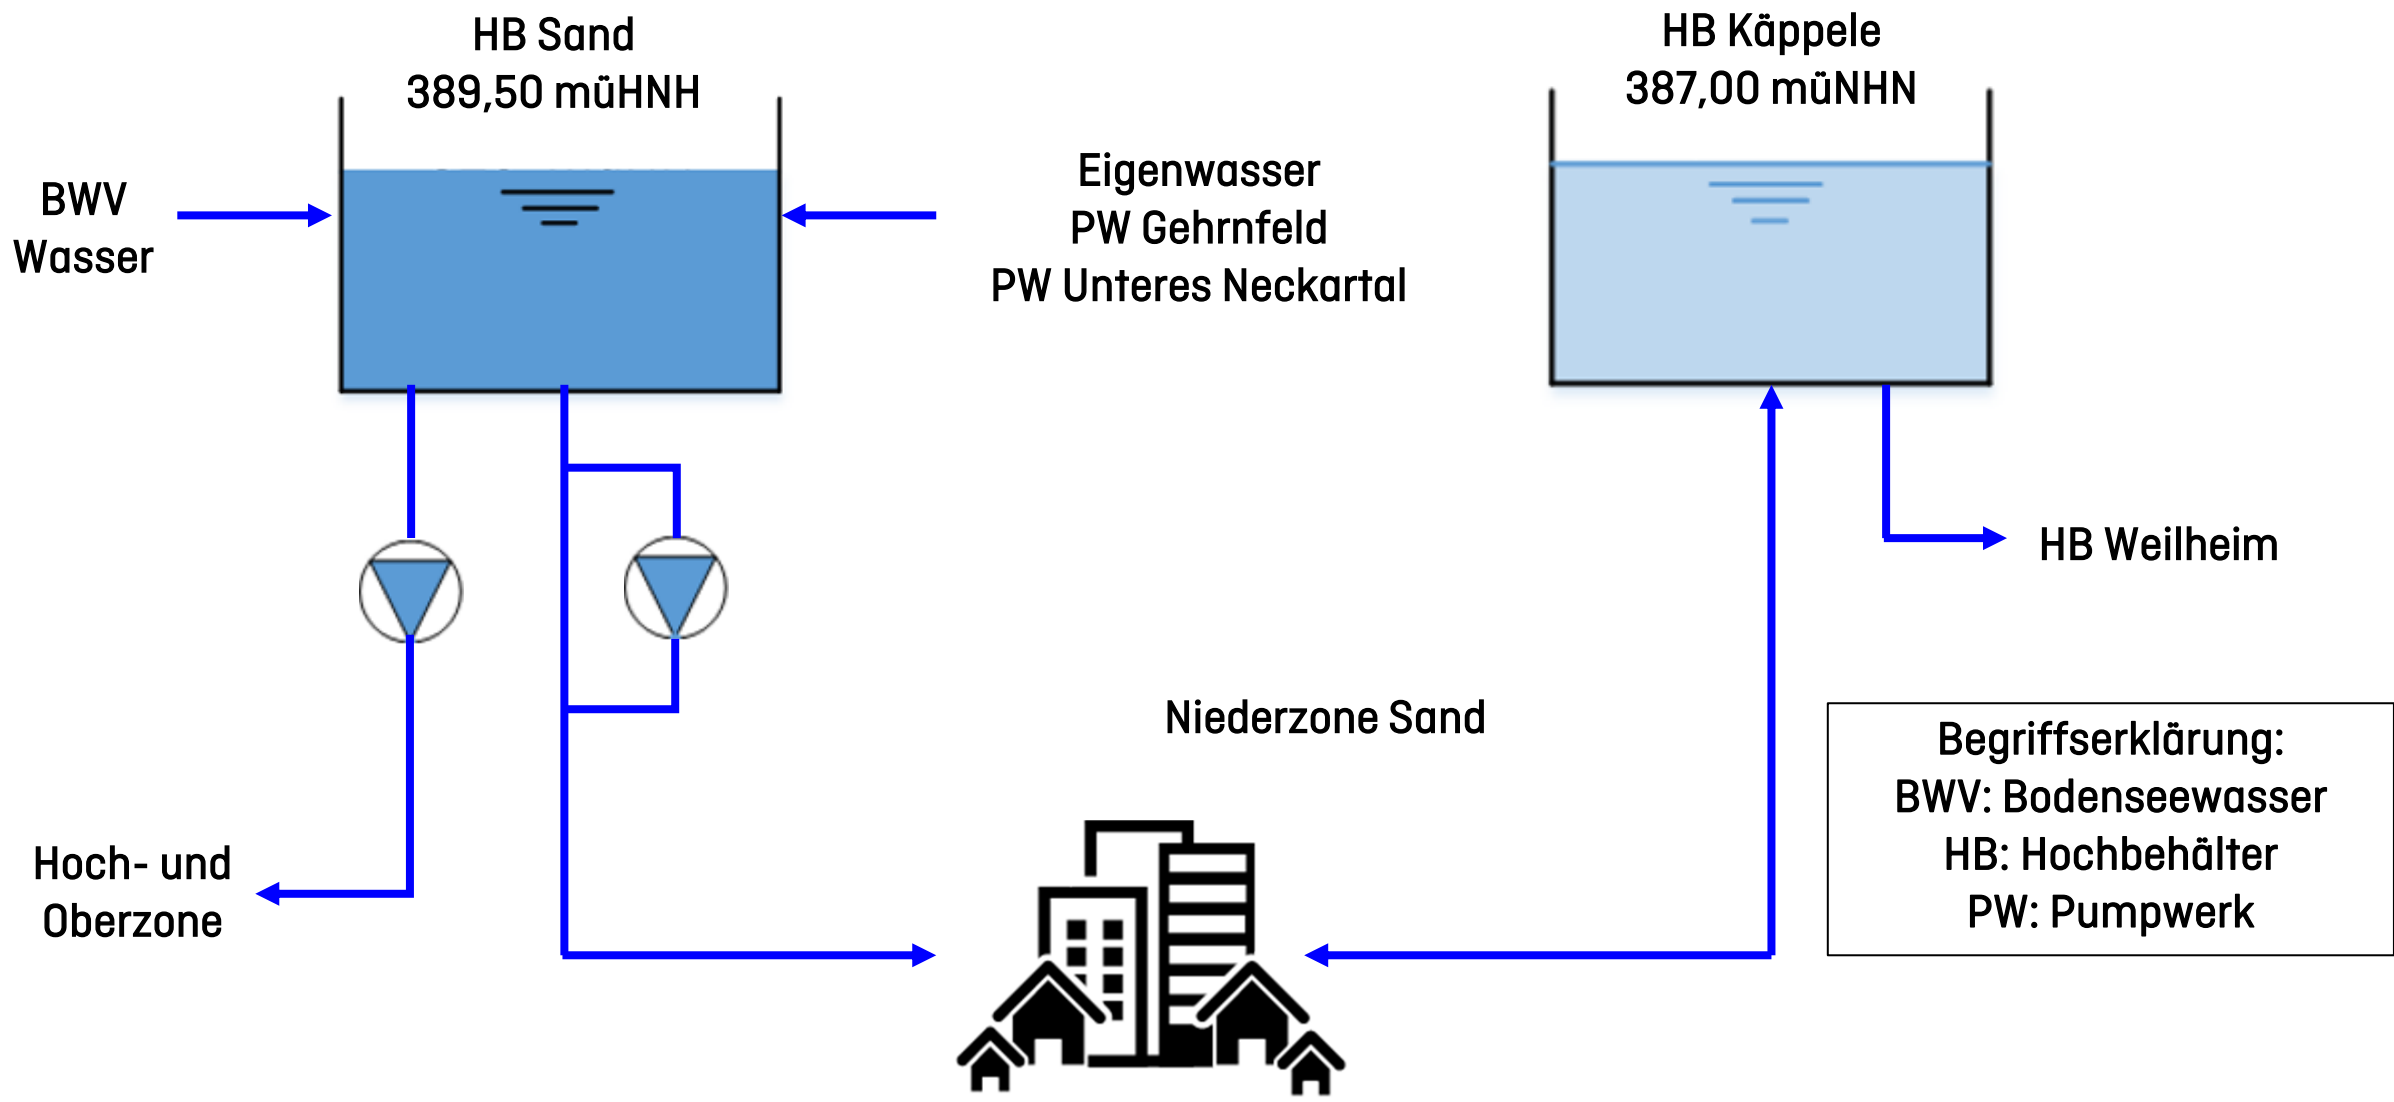 HB Sand
389,50 müHNH
HB Käppele
387,00 müNHN
BWV
Wasser
Eigenwasser
PW Gehrnfeld
PW Unteres Neckartal
HB Weilheim
Niederzone Sand
Hoch- und
Oberzone
Begriffserklärung:
BWV: Bodenseewasser
HB: Hochbehälter
PW: Pumpwerk